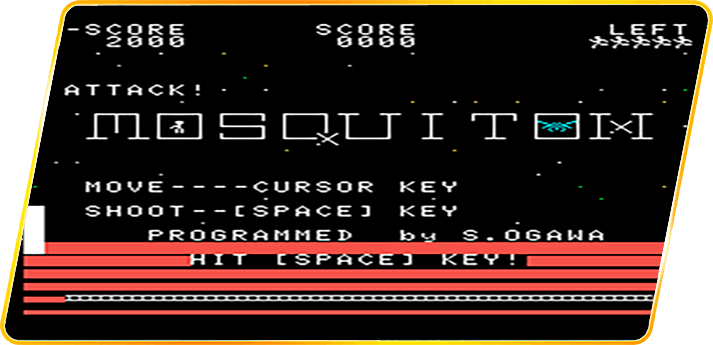 -SCORE SCORE LEFT
2000 0000
ATTACK!
MOSQUITON
MOVE----CURSOR KEY
SHOOT--[SPACE] KEY
PROGRAMMED by S.OGAWA
HIT [SPACE] KEY!